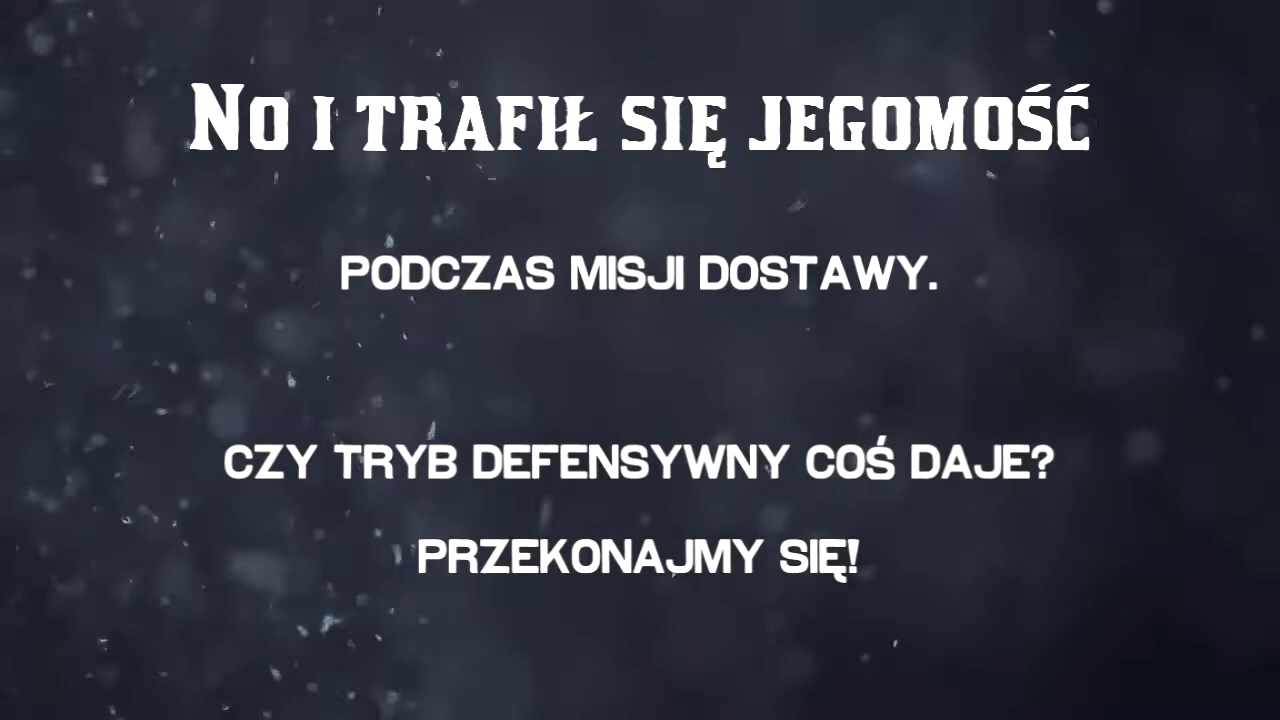 No i trafił się jegomość
PODCZAS MISJI DOSTAWY.
CZY TRYB DEFENSYWNY COŚ DAJE?
PRZEKONAJMY SIĘ!